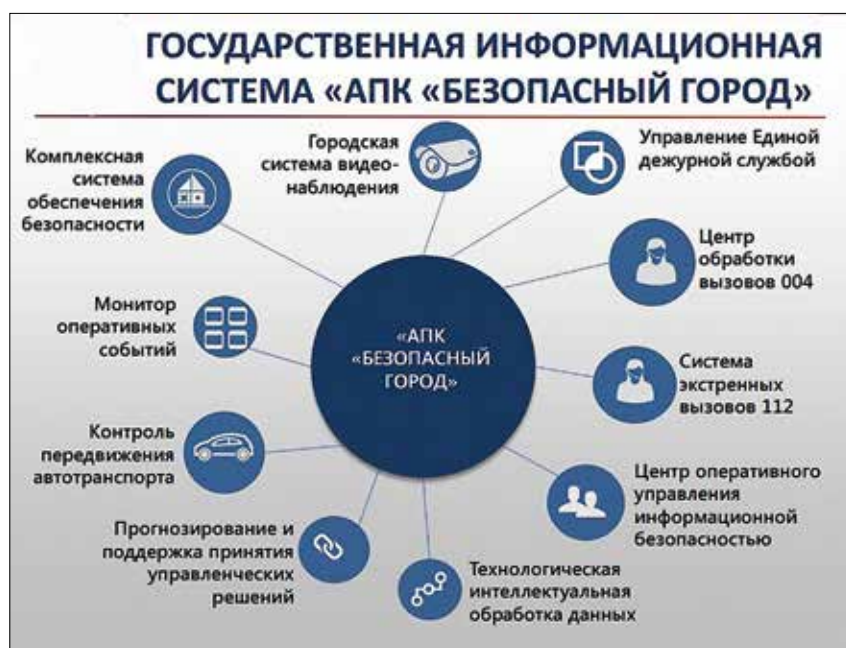 ГОСУДАРСТВЕННАЯ ИНФОРМАЦИОННАЯ
СИСТЕМА «АПК «БЕЗОПАСНЫЙ ГОРОД»
Комплексная
система
обеспечения
безопасности
Городская
система видео-
наблюдения
Управление Единой
дежурной службой
Центр
обработки
вызовов 004
Монитор
оперативных
событий
«АПК
«БЕЗОПАСНЫЙ
ГОРОД»
Система
экстренных
вызовов 112
Контроль
передвижения
автотранспорта
Центр оперативного
управления
информационной
безопасностью
Прогнозирование и
поддержка принятия
управленческих
решений
Технологическая
интеллектуальная
обработка данных